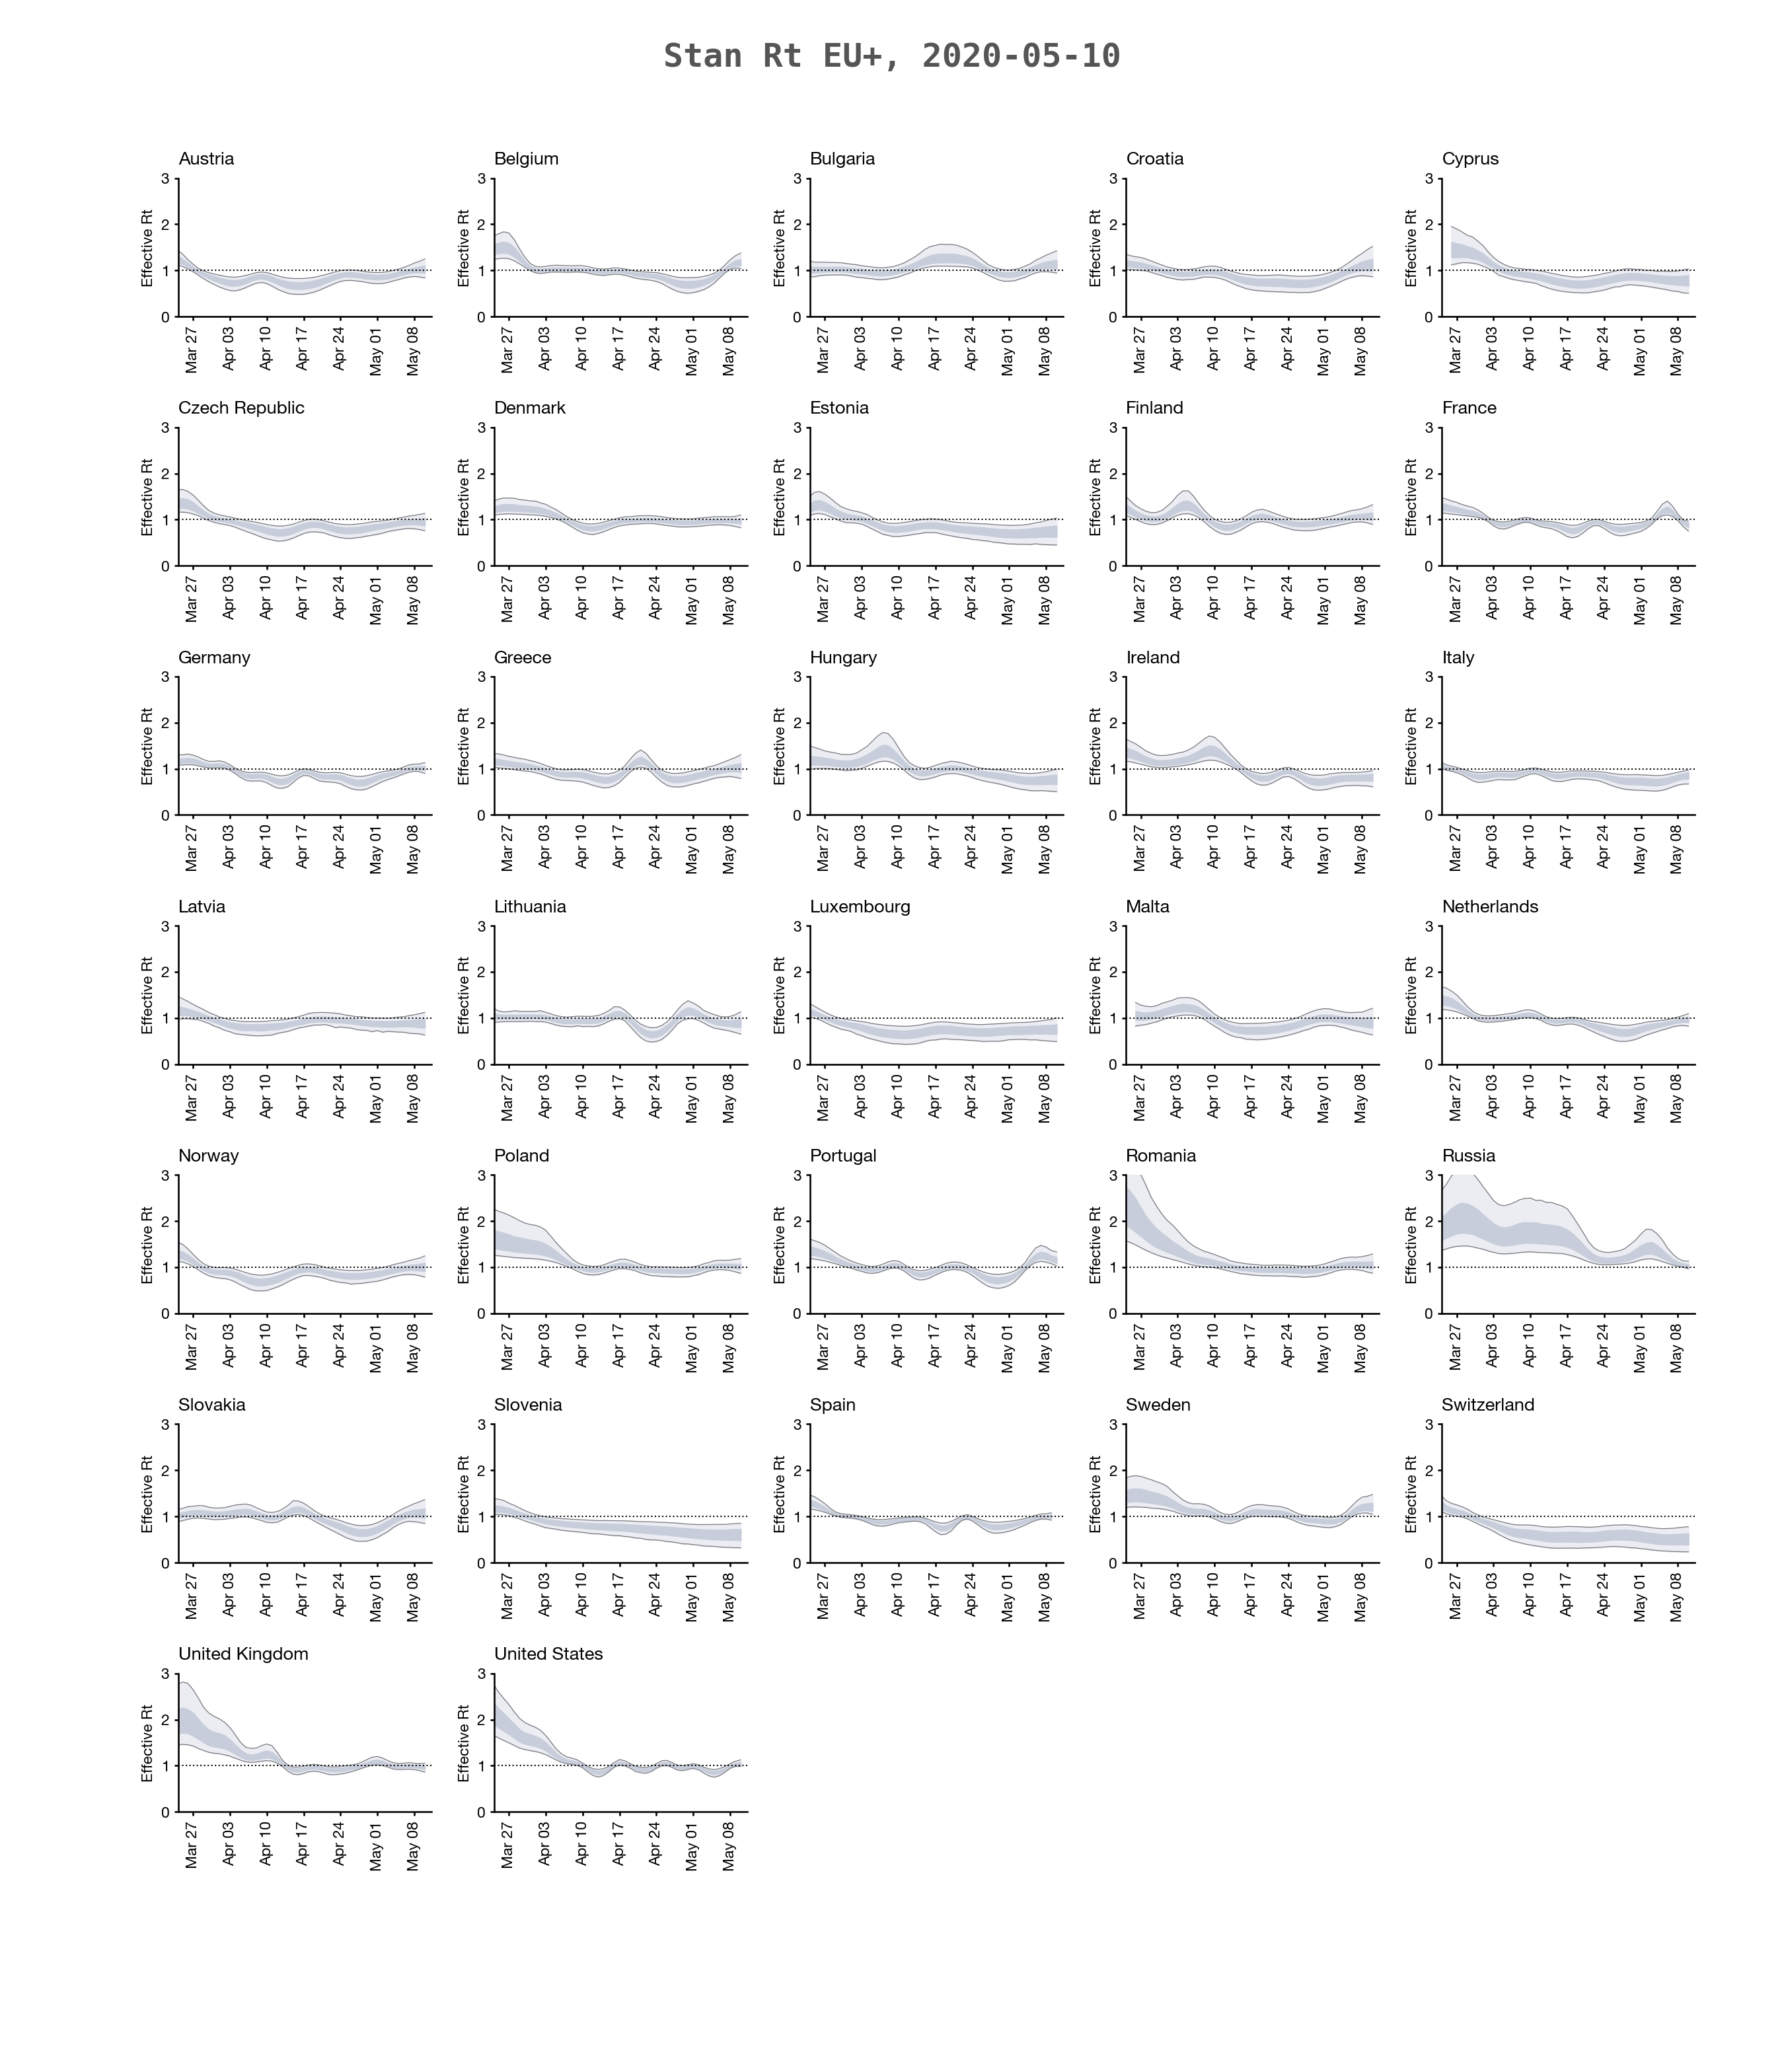 Stan Rt EU+, 2020-05-10
Austria
Belgium
Bulgaria
Croatia
Cyprus
3
2
1
0
Effective Rt
Mar 27
Apr 03
Apr 10
Apr 17
Apr 24
May 01
May 08
3
2
1
0
Effective Rt
Mar 27
Apr 03
Apr 10
Apr 17
Apr 24
May 01
May 08
3
2
1
0
Effective Rt
Mar 27
Apr 03
Apr 10
Apr 17
Apr 24
May 01
May 08
3
2
1
0
Effective Rt
Mar 27
Apr 03
Apr 10
Apr 17
Apr 24
May 01
May 08
3
2
1
0
Effective Rt
Mar 27
Apr 03
Apr 10
Apr 17
Apr 24
May 01
May 08
Czech Republic
Denmark
Estonia
Finland
France
3
2
1
0
Effective Rt
Mar 27
Apr 03
Apr 10
Apr 17
Apr 24
May 01
May 08
3
2
1
0
Effective Rt
Mar 27
Apr 03
Apr 10
Apr 17
Apr 24
May 01
May 08
3
2
1
0
Effective Rt
Mar 27
Apr 03
Apr 10
Apr 17
Apr 24
May 01
May 08
3
2
1
0
Effective Rt
Mar 27
Apr 03
Apr 10
Apr 17
Apr 24
May 01
May 08
3
2
1
0
Effective Rt
Mar 27
Apr 03
Apr 10
Apr 17
Apr 24
May 01
May 08
Germany
Greece
Hungary
Ireland
Italy
3
2
1
0
Effective Rt
Mar 27
Apr 03
Apr 10
Apr 17
Apr 24
May 01
May 08
3
2
1
0
Effective Rt
Mar 27
Apr 03
Apr 10
Apr 17
Apr 24
May 01
May 08
3
2
1
0
Effective Rt
Mar 27
Apr 03
Apr 10
Apr 17
Apr 24
May 01
May 08
3
2
1
0
Effective Rt
Mar 27
Apr 03
Apr 10
Apr 17
Apr 24
May 01
May 08
3
2
1
0
Effective Rt
Mar 27
Apr 03
Apr 10
Apr 17
Apr 24
May 01
May 08
Latvia
Lithuania
Luxembourg
Malta
Netherlands
3
2
1
0
Effective Rt
Mar 27
Apr 03
Apr 10
Apr 17
Apr 24
May 01
May 08
3
2
1
0
Effective Rt
Mar 27
Apr 03
Apr 10
Apr 17
Apr 24
May 01
May 08
3
2
1
0
Effective Rt
Mar 27
Apr 03
Apr 10
Apr 17
Apr 24
May 01
May 08
3
2
1
0
Effective Rt
Mar 27
Apr 03
Apr 10
Apr 17
Apr 24
May 01
May 08
3
2
1
0
Effective Rt
Mar 27
Apr 03
Apr 10
Apr 17
Apr 24
May 01
May 08
Norway
Poland
Portugal
Romania
Russia
3
2
1
0
Effective Rt
Mar 27
Apr 03
Apr 10
Apr 17
Apr 24
May 01
May 08
3
2
1
0
Effective Rt
Mar 27
Apr 03
Apr 10
Apr 17
Apr 24
May 01
May 08
3
2
1
0
Effective Rt
Mar 27
Apr 03
Apr 10
Apr 17
Apr 24
May 01
May 08
3
2
1
0
Effective Rt
Mar 27
Apr 03
Apr 10
Apr 17
Apr 24
May 01
May 08
3
2
1
0
Effective Rt
Mar 27
Apr 03
Apr 10
Apr 17
Apr 24
May 01
May 08
Slovakia
Slovenia
Spain
Sweden
Switzerland
3
2
1
0
Effective Rt
Mar 27
Apr 03
Apr 10
Apr 17
Apr 24
May 01
May 08
3
2
1
0
Effective Rt
Mar 27
Apr 03
Apr 10
Apr 17
Apr 24
May 01
May 08
3
2
1
0
Effective Rt
Mar 27
Apr 03
Apr 10
Apr 17
Apr 24
May 01
May 08
3
2
1
0
Effective Rt
Mar 27
Apr 03
Apr 10
Apr 17
Apr 24
May 01
May 08
3
2
1
0
Effective Rt
Mar 27
Apr 03
Apr 10
Apr 17
Apr 24
May 01
May 08
United Kingdom
United States
3
2
1
0
Effective Rt
Mar 27
Apr 03
Apr 10
Apr 17
Apr 24
May 01
May 08
3
2
1
0
Effective Rt
Mar 27
Apr 03
Apr 10
Apr 17
Apr 24
May 01
May 08